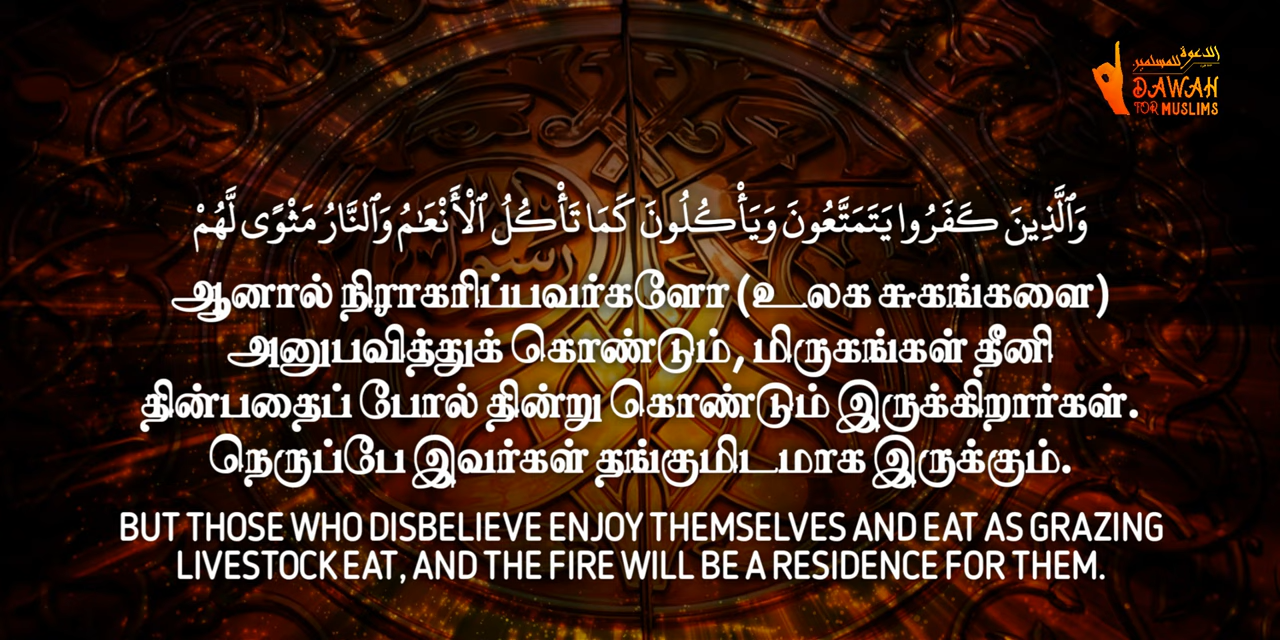 الدعوة للمسلمين
DAWAH
FOR MUSLIMS
وَٱلَّذِينَ كَفَرُوا۟ يَتَمَتَّعُونَ وَيَأْكُلُونَ كَمَا تَأْكُلُ ٱلْأَنْعَـٰمُ وَٱلنَّارُ مَثْوًى لَّهُمْ
ஆனால் நிராகரிப்பவர்களோ (உலக சுகங்களை)
அனுபவித்துக் கொண்டும், மிருகங்கள் தீனி
தின்பதைப் போல் தின்று கொண்டும் இருக்கிறார்கள்.
நெருப்பே இவர்கள் தங்குமிடமாக இருக்கும்.
BUT THOSE WHO DISBELIEVE ENJOY THEMSELVES AND EAT AS GRAZING
LIVESTOCK EAT, AND THE FIRE WILL BE A RESIDENCE FOR THEM.